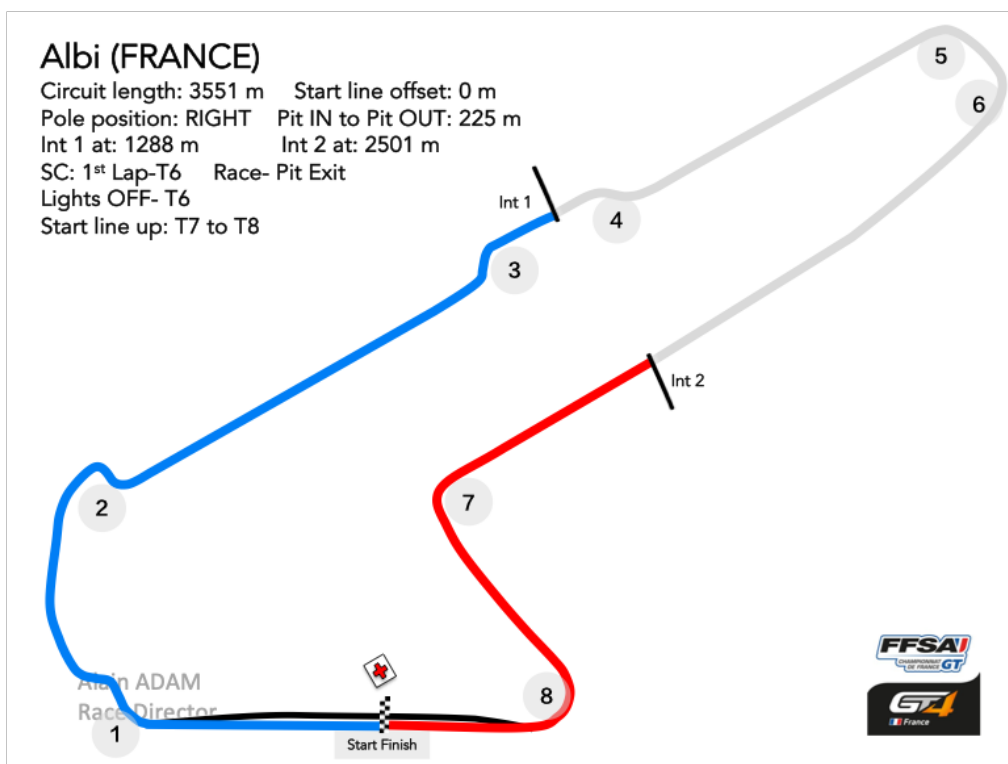 Albi (FRANCE)
Circuit length: 3551 m Start line offset: 0 m
Pole position: RIGHT Pit IN to Pit OUT: 225 m
Int 1 at: 1288 m Int 2 at: 2501 m
SC: 1st Lap-T6 Race- Pit Exit
Lights OFF- T6
Start line up: T7 to T8
5
6
Int 1
4
3
Int 2
2
7
Alain ADAM
Race Director
8
1
Start Finish
FFSA
CHAMPIONNAT
DE FRANCE GT
GT4
France